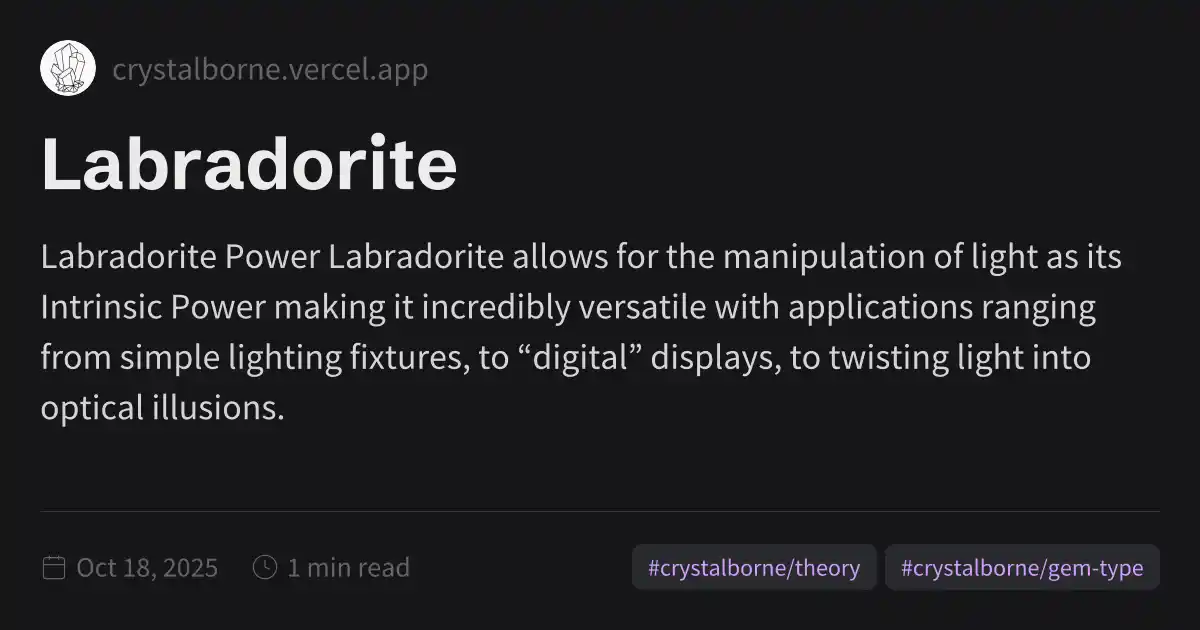 crystalborne.vercel.app
Labradorite
Labradorite Power Labradorite allows for the manipulation of light as its
Intrinsic Power making it incredibly versatile with applications ranging
from simple lighting fixtures, to “digital” displays, to twisting light into
optical illusions.
Oct 18, 2025 1 min read #crystalborne/theory #crystalborne/gem-type